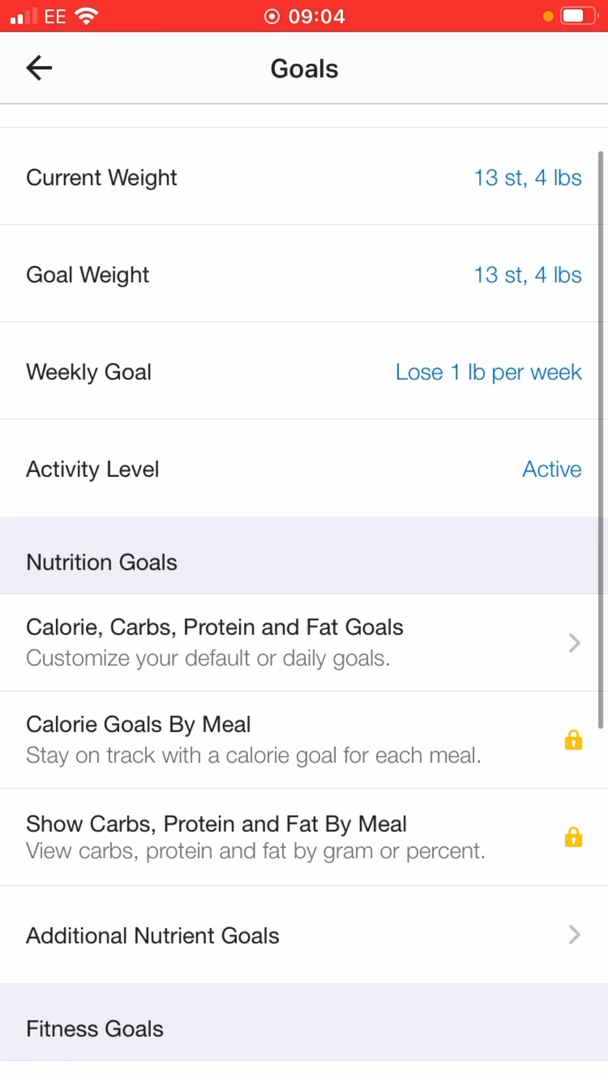 EE 09:04
Goals
Current Weight 13 st, 4 lbs
Goal Weight 13 st, 4 lbs
Weekly Goal Lose 1 lb per week
Activity Level Active
Nutrition Goals
Calorie, Carbs, Protein and Fat Goals
Customize your default or daily goals.
Calorie Goals By Meal
Stay on track with a calorie goal for each meal.
Show Carbs, Protein and Fat By Meal
View carbs, protein and fat by gram or percent.
Additional Nutrient Goals
Fitness Goals